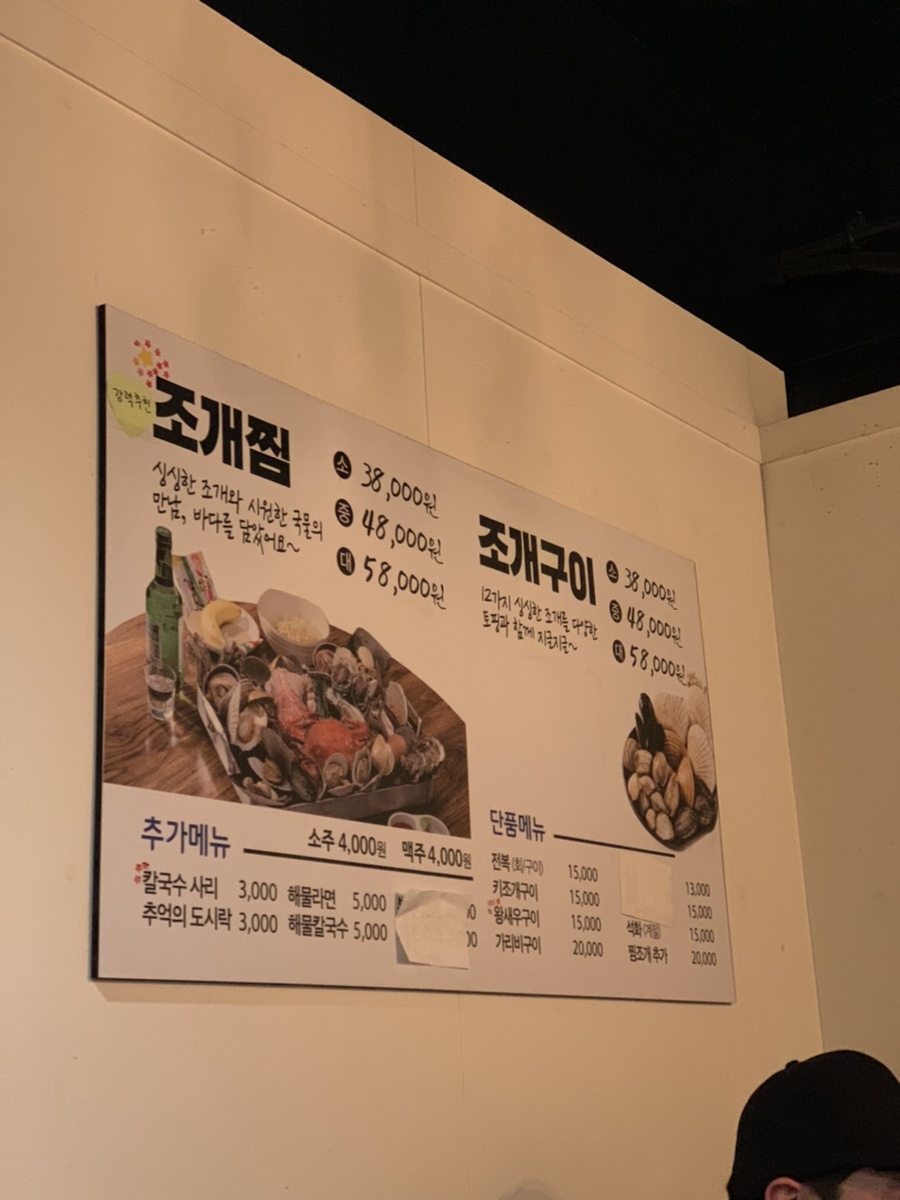 강력추천
조개찜
싱싱한 조개와 시원한 국물의
만남, 바다를 담았어요~
소 38,000원
중 48,000원
대 58,000원
조개구이
12가지 싱싱한 조개를 다양한
토핑과 함께 지글지글~
소 38,000원
중 48,000원
대 58,000원
추가메뉴
소주 4,000원 맥주 4,000원
칼국수 사리 3,000 해물라면 5,000
추억의 도시락 3,000 해물칼국수 5,000
단품메뉴
전복 (회/구이) 15,000
키조개구이 15,000
왕새우구이 15,000
가리비구이 20,000
13,000
15,000
석화 (계절) 15,000
찜조개 추가 20,000